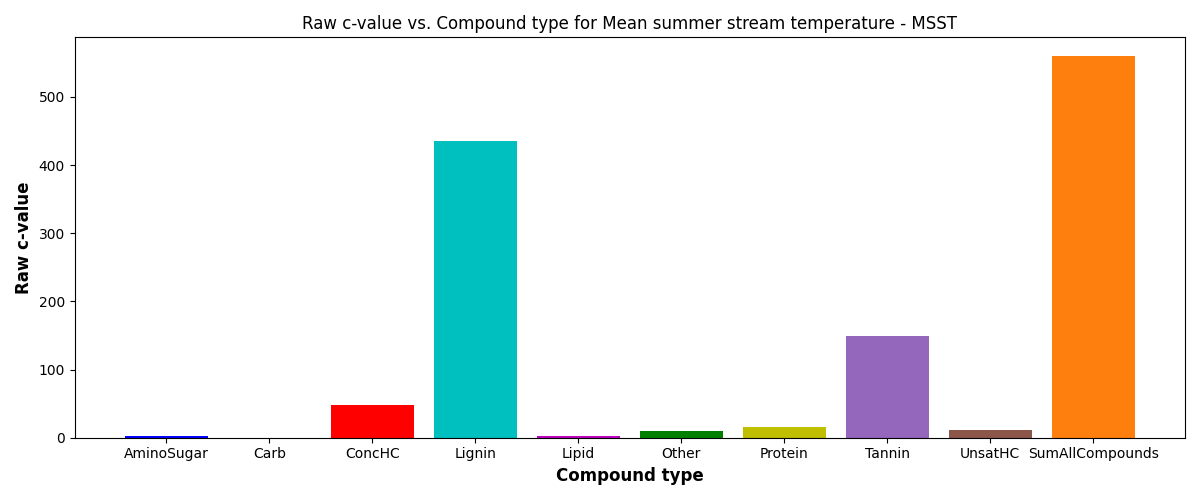 Raw c-value vs. Compound type for Mean summer stream temperature - MSST
Raw c-value
500
400
300
200
100
0
AminoSugar Carb ConcHC Lignin Lipid Other Protein Tannin UnsatHC SumAllCompounds
Compound type